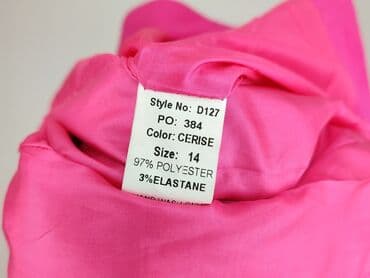 Style No: D127
PO: 384
Color: CERISE
Size: 14
97% POLYESTER
3%ELASTANE